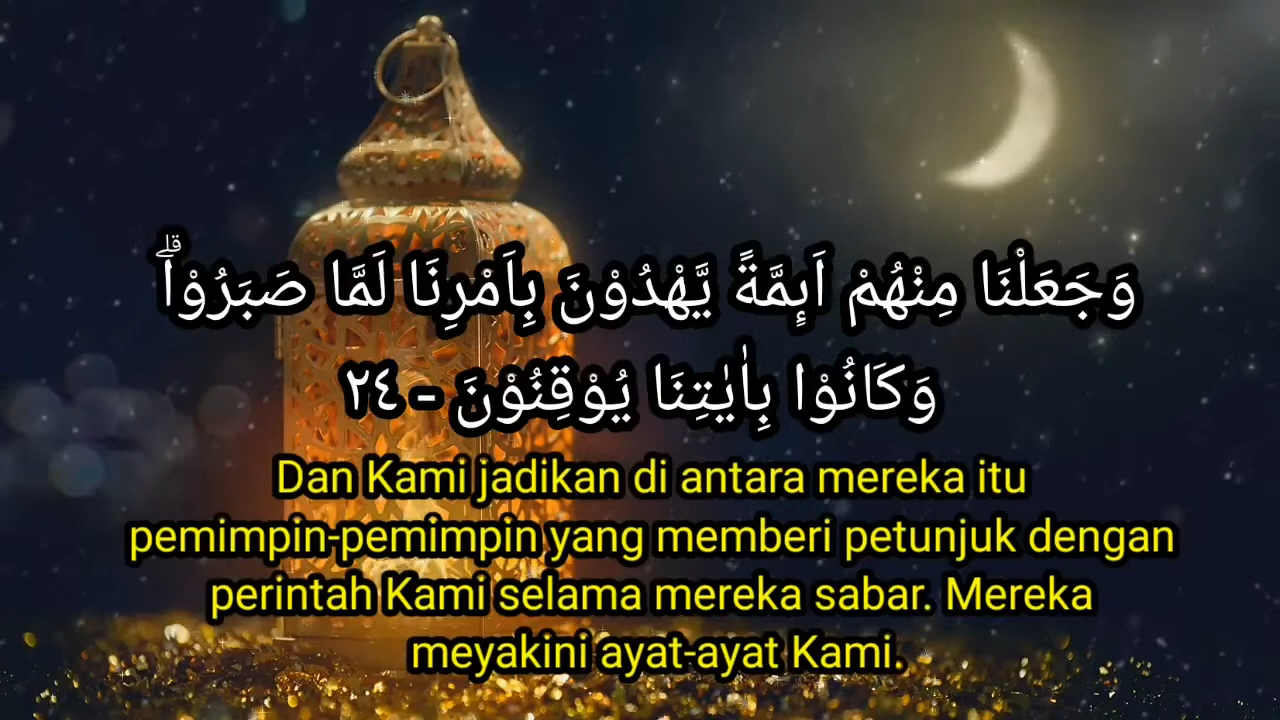 وَجَعَلْنَا مِنْهُمْ اَىِٕمَّةً يَّهْدُوْنَ بِاَمْرِنَا لَمَّا صَبَرُوْاۗ
وَكَانُوْا بِاٰيٰتِنَا يُوْقِنُوْنَ - ٢٤
Dan Kami jadikan di antara mereka itu
pemimpin-pemimpin yang memberi petunjuk dengan
perintah Kami selama mereka sabar. Mereka
meyakini ayat-ayat Kami.